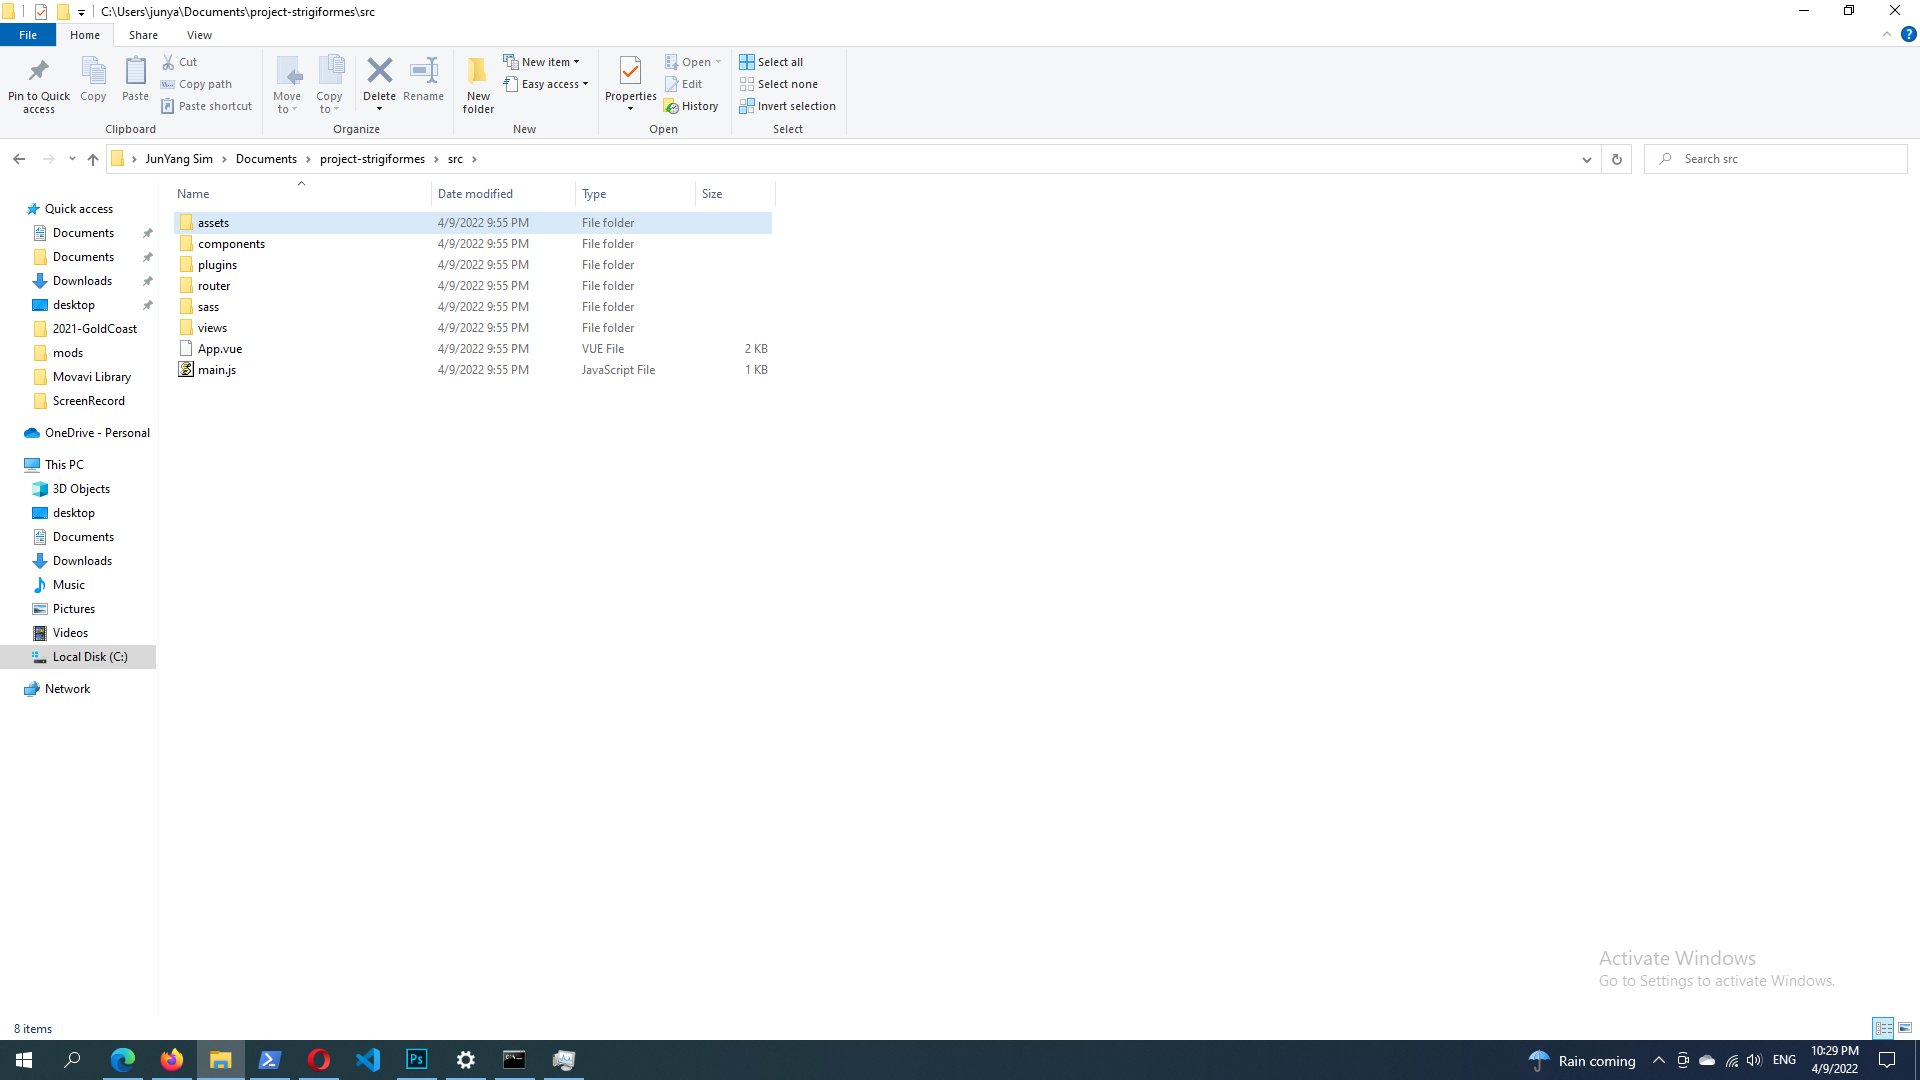 C:\Users\junya\Documents\project-strigiformes\src
File Home Share View
Pin to Quick access
Copy
Paste
Cut
Copy path
Paste shortcut
Clipboard
Move to
Copy to
Delete
Rename
Organize
New folder
New item
Easy access
New
Properties
Open
Edit
History
Open
Select all
Select none
Invert selection
Select
JunYang Sim Documents project-strigiformes src
Search src
Quick access
Documents
Documents
Downloads
desktop
2021-GoldCoast
mods
Movavi Library
ScreenRecord
OneDrive - Personal
This PC
3D Objects
desktop
Documents
Downloads
Music
Pictures
Videos
Local Disk (C:)
Network
Name Date modified Type Size
assets 4/9/2022 9:55 PM File folder
components 4/9/2022 9:55 PM File folder
plugins 4/9/2022 9:55 PM File folder
router 4/9/2022 9:55 PM File folder
sass 4/9/2022 9:55 PM File folder
views 4/9/2022 9:55 PM File folder
App.vue 4/9/2022 9:55 PM VUE File 2 KB
main.js 4/9/2022 9:55 PM JavaScript File 1 KB
Activate Windows
Go to Settings to activate Windows.
8 items
Ps
Rain coming
ENG
10:29 PM
4/9/2022